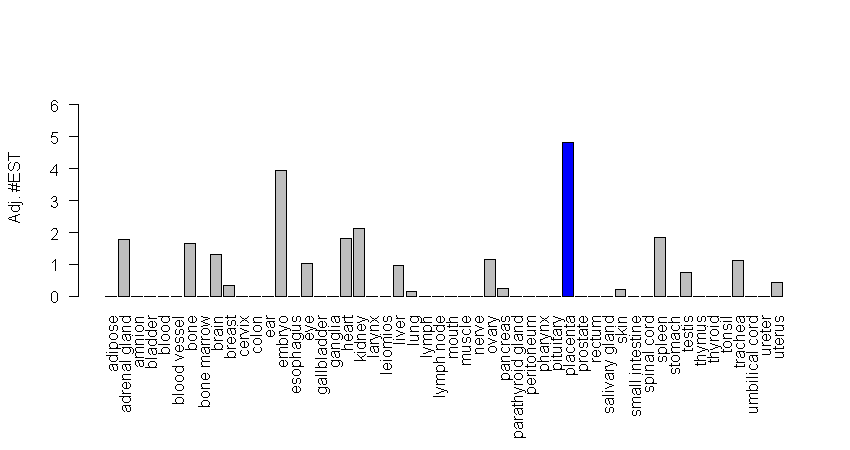 6
5
4
3
2
1
0
Adj. #EST
adipose
adrenal gland
amnion
bladder
blood
blood vessel
bone
bone marrow
brain
breast
cervix
colon
ear
embryo
esophagus
eye
gallbladder
ganglia
heart
kidney
larynx
leiomios
liver
lung
lymph
lymph node
mouth
muscle
nerve
ovary
pancreas
parathyroid gland
peritoneum
pharynx
pituitary
placenta
prostate
rectum
salivary gland
skin
small intestine
spinal cord
spleen
stomach
testis
thymus
thyroid
tonsil
trachea
umbilical cord
ureter
uterus